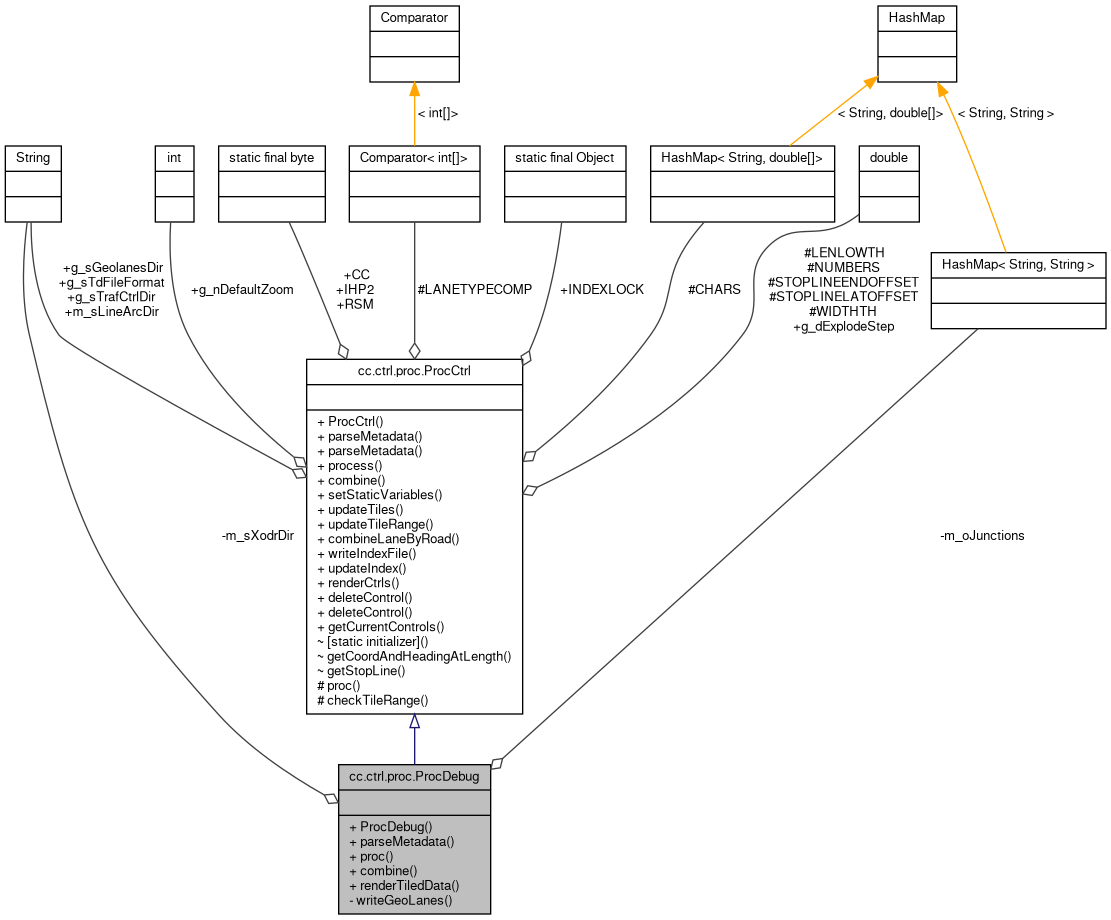 Comparator
HashMap
< int[]>
< String, double[]>
< String, String >
String
int
static final byte
Comparator< int[]>
static final Object
HashMap< String, double[]>
double
HashMap< String, String >
+g_sGeolanesDir
+g_sTdFileFormat
+g_sTrafCtrlDir
+m_sLineArcDir
+g_nDefaultZoom
+CC
+IHP2
+RSM
#LANETYPECOMP
+INDEXLOCK
#CHARS
#LENLOWTH
#NUMBERS
#STOPLINEENDOFFSET
#STOPLINELATOFFSET
#WIDTHTH
+g_dExplodeStep
cc.ctrl.proc.ProcCtrl
+ ProcCtrl()
+ parseMetadata()
+ parseMetadata()
+ process()
+ combine()
+ setStaticVariables()
+ updateTiles()
+ updateTileRange()
+ combineLaneByRoad()
+ writeIndexFile()
+ updateIndex()
+ renderCtrls()
+ deleteControl()
+ deleteControl()
+ getCurrentControls()
~ [static initializer]()
~ getCoordAndHeadingAtLength()
~ getStopLine()
# proc()
# checkTileRange()
-m_sXodrDir
-m_oJunctions
cc.ctrl.proc.ProcDebug
+ ProcDebug()
+ parseMetadata()
+ proc()
+ combine()
+ renderTiledData()
- writeGeoLanes()